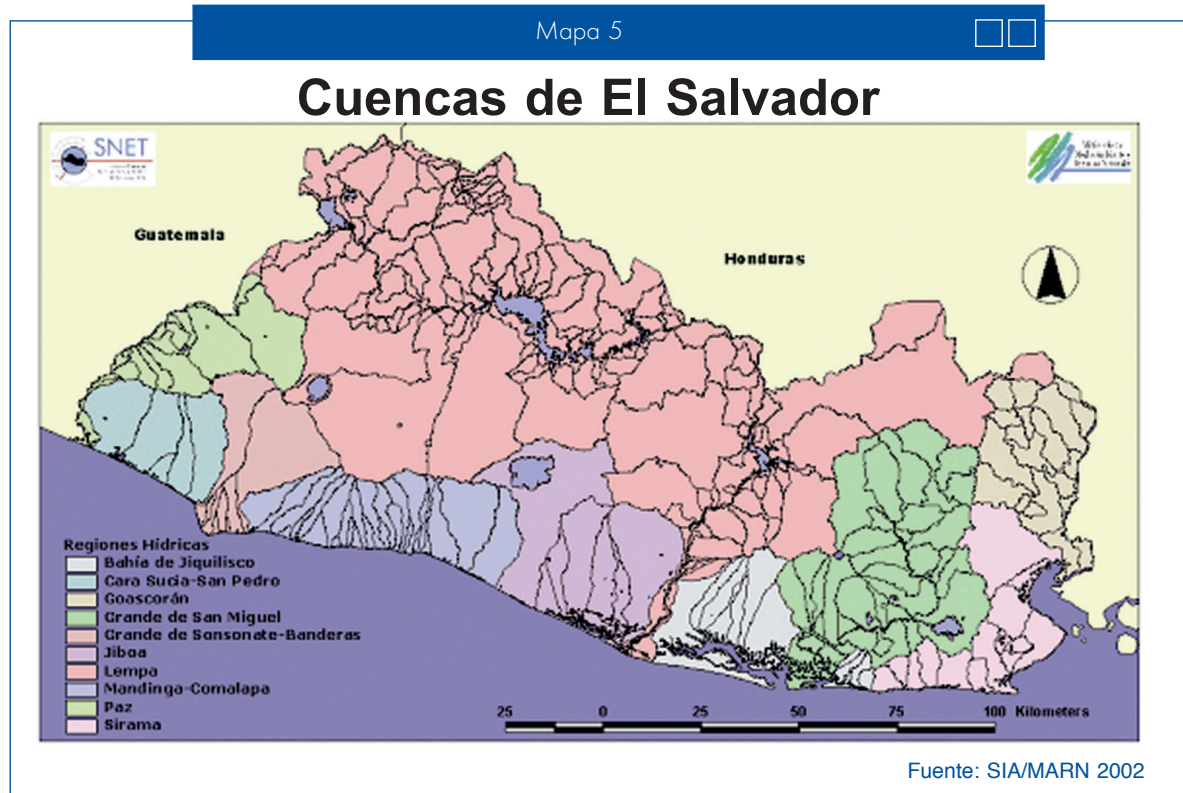 Mapa 5
Cuencas de El Salvador
SNET
Guatemala
Honduras
Regiones Hídricas
Bahía de Jiquilisco
Cara Sucia-San Pedro
Goascorán
Grande de San Miguel
Grande de Sonsonate-Banderas
Jiboa
Lempa
Mandinga-Comalapa
Paz
Sirama
25 0 25 50 75 100 Kilometers
Fuente: SIA/MARN 2002